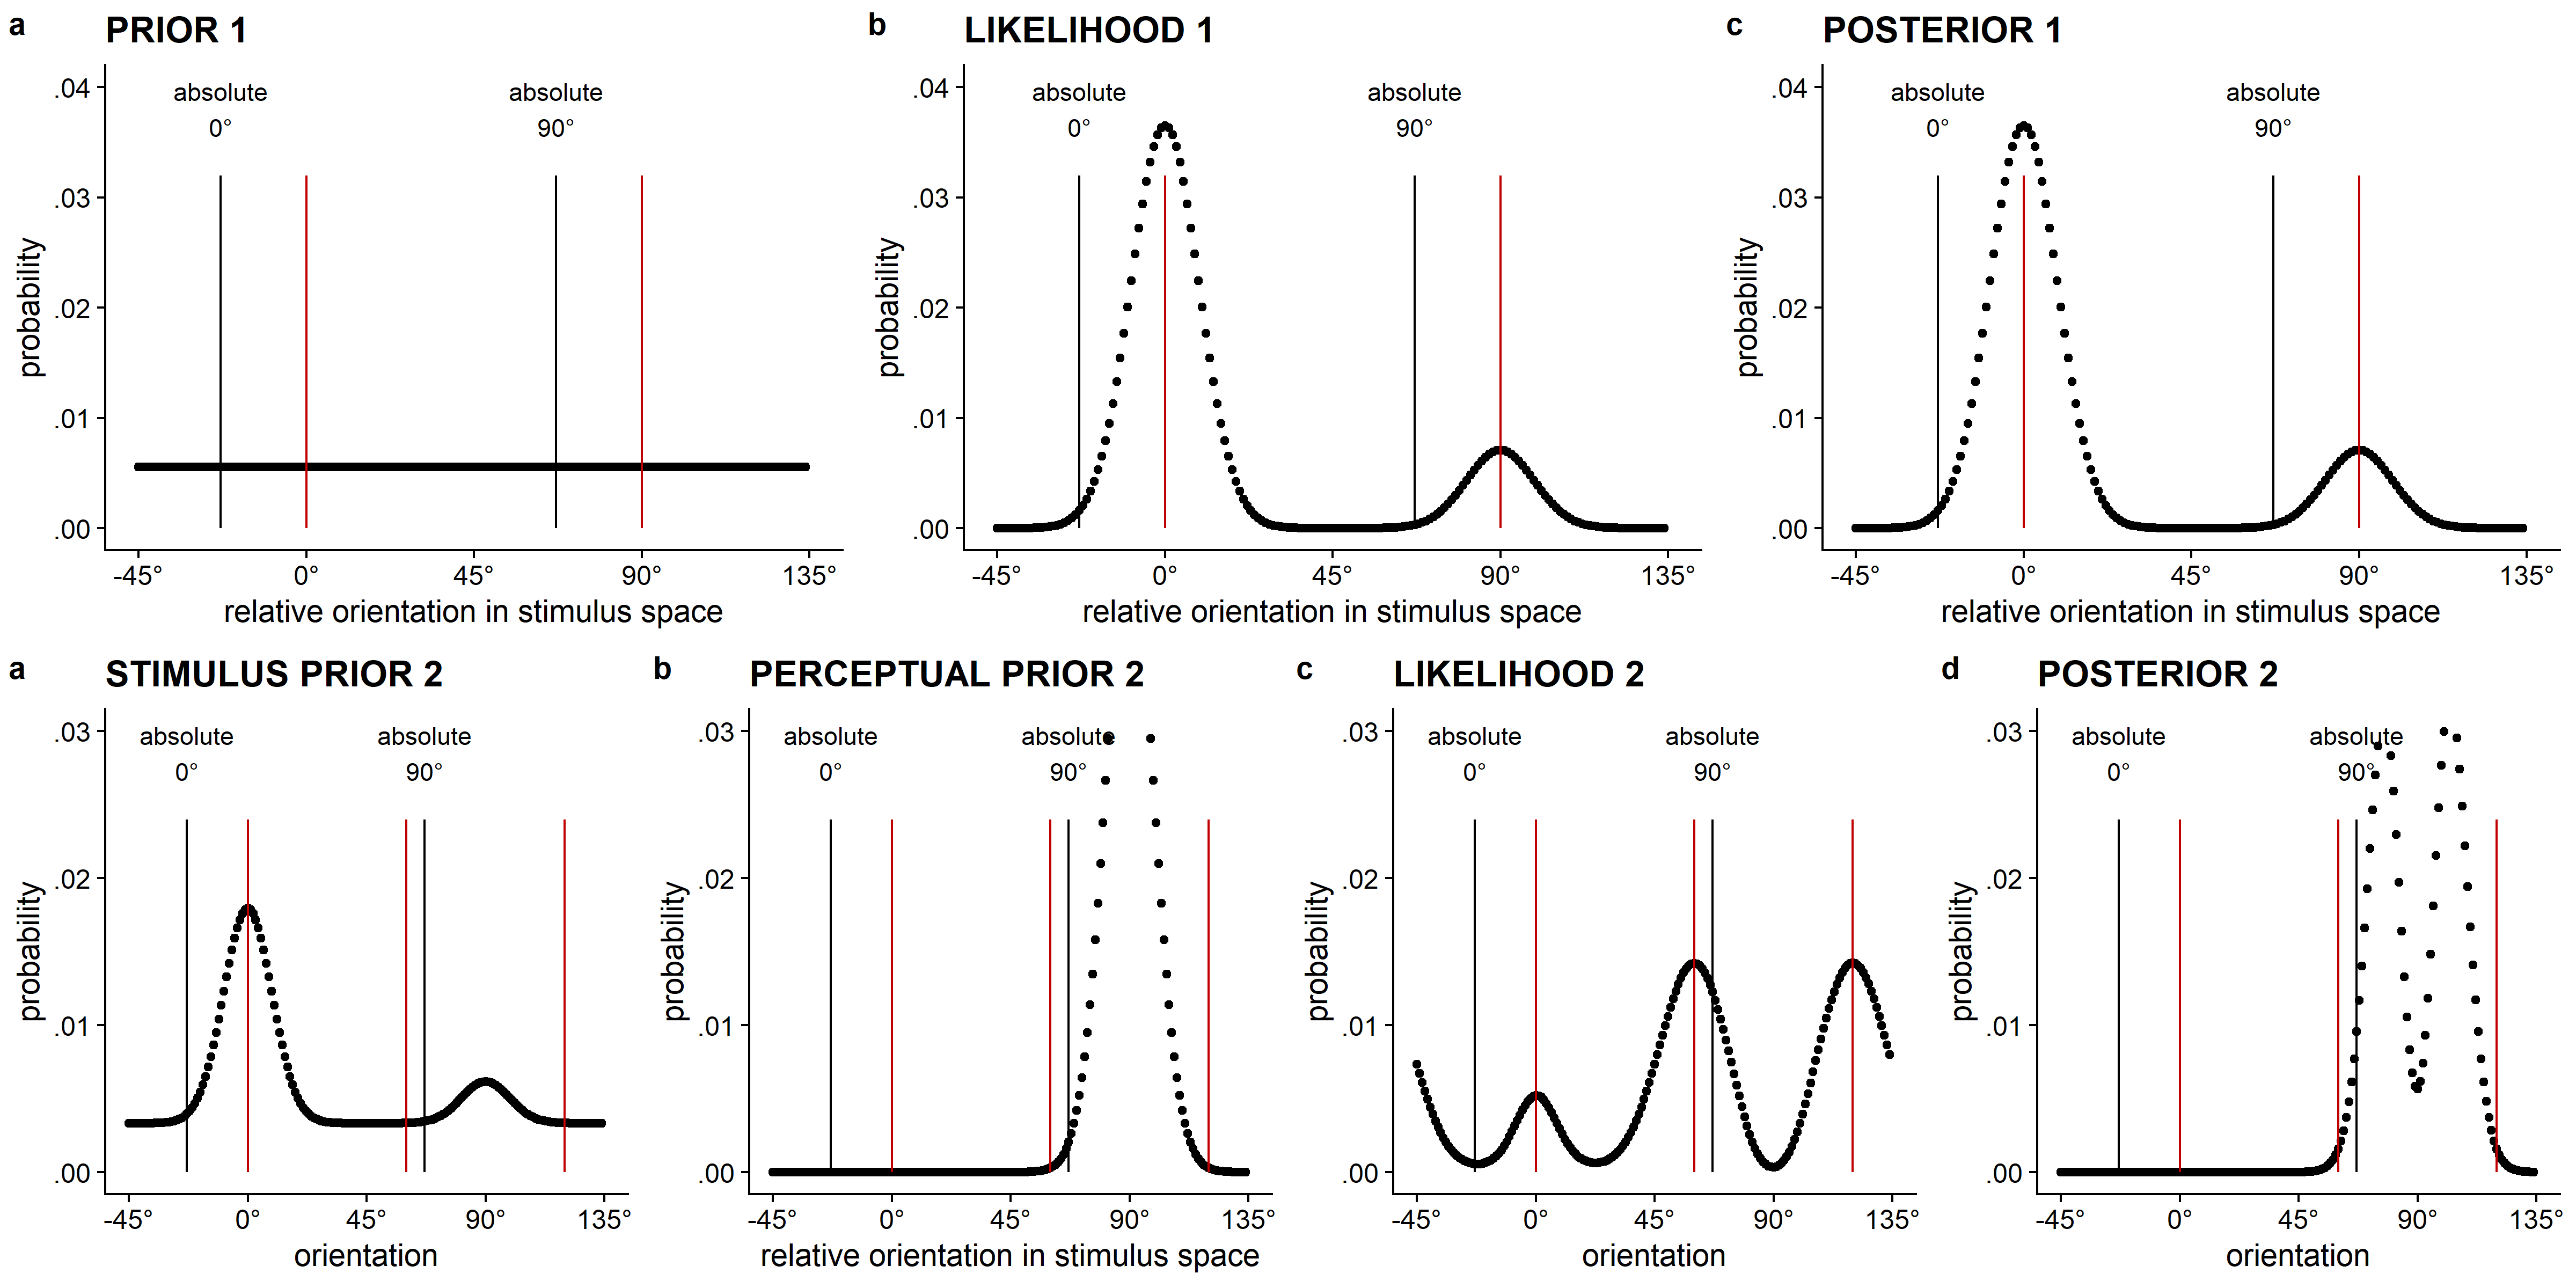 a PRIOR 1
.04
.03
.02
.01
.00
probability
absolute
0°
absolute
90°
-45° 0° 45° 90° 135°
relative orientation in stimulus space
b LIKELIHOOD 1
.04
.03
.02
.01
.00
probability
absolute
0°
absolute
90°
-45° 0° 45° 90° 135°
relative orientation in stimulus space
c POSTERIOR 1
.04
.03
.02
.01
.00
probability
absolute
0°
absolute
90°
-45° 0° 45° 90° 135°
relative orientation in stimulus space
a STIMULUS PRIOR 2
.03
.02
.01
.00
probability
absolute
0°
absolute
90°
-45° 0° 45° 90° 135°
orientation
b PERCEPTUAL PRIOR 2
.03
.02
.01
.00
probability
absolute
0°
absolute
90°
-45° 0° 45° 90° 135°
relative orientation in stimulus space
c LIKELIHOOD 2
.03
.02
.01
.00
probability
absolute
0°
absolute
90°
-45° 0° 45° 90° 135°
orientation
d POSTERIOR 2
.03
.02
.01
.00
probability
absolute
0°
absolute
90°
-45° 0° 45° 90° 135°
orientation